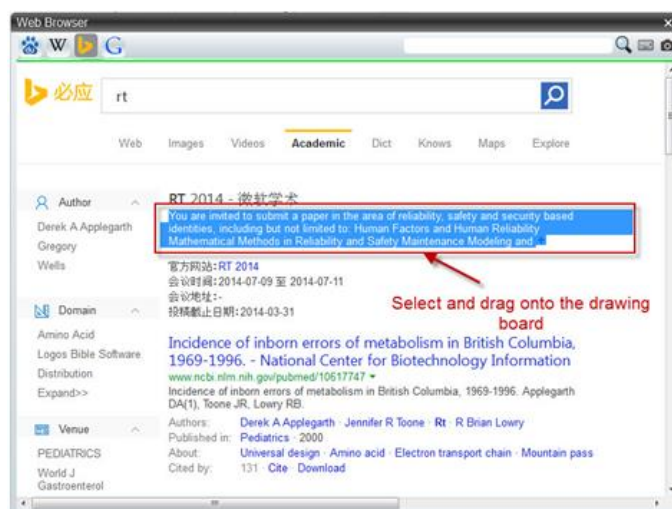 Web Browser
W G
必应 rt
Web Images Videos Academic Dict Knows Maps Explore
Author
Derek A Applegarth
Gregory
Wells
Domain
Amino Acid
Logos Bible Software
Distribution
Expand>>
Venue
PEDIATRICS
World J
Gastroenterol
RT 2014 - 微软学术
You are invited to submit a paper in the area of reliability, safety and security based
identities, including but not limited to: Human Factors and Human Reliability
Mathematical Methods in Reliability and Safety Maintenance Modeling and
官方网站:RT 2014
会议时间:2014-07-09 至 2014-07-11
会议地址:-
投稿截止日期:2014-03-31
Select and drag onto the drawing
board
Incidence of inborn errors of metabolism in British Columbia,
1969-1996. - National Center for Biotechnology Information
www.ncbi.nlm.nih.gov/pubmed/10617747
Incidence of inborn errors of metabolism in British Columbia, 1969-1996. Applegarth
DA(1), Toone JR, Lowry RB.
Authors: Derek A Applegarth · Jennifer R Toone · Rt · R Brian Lowry
Published in: Pediatrics · 2000
About: Universal design · Amino acid · Electron transport chain · Mountain pass
Cited by: 131 · Cite · Download